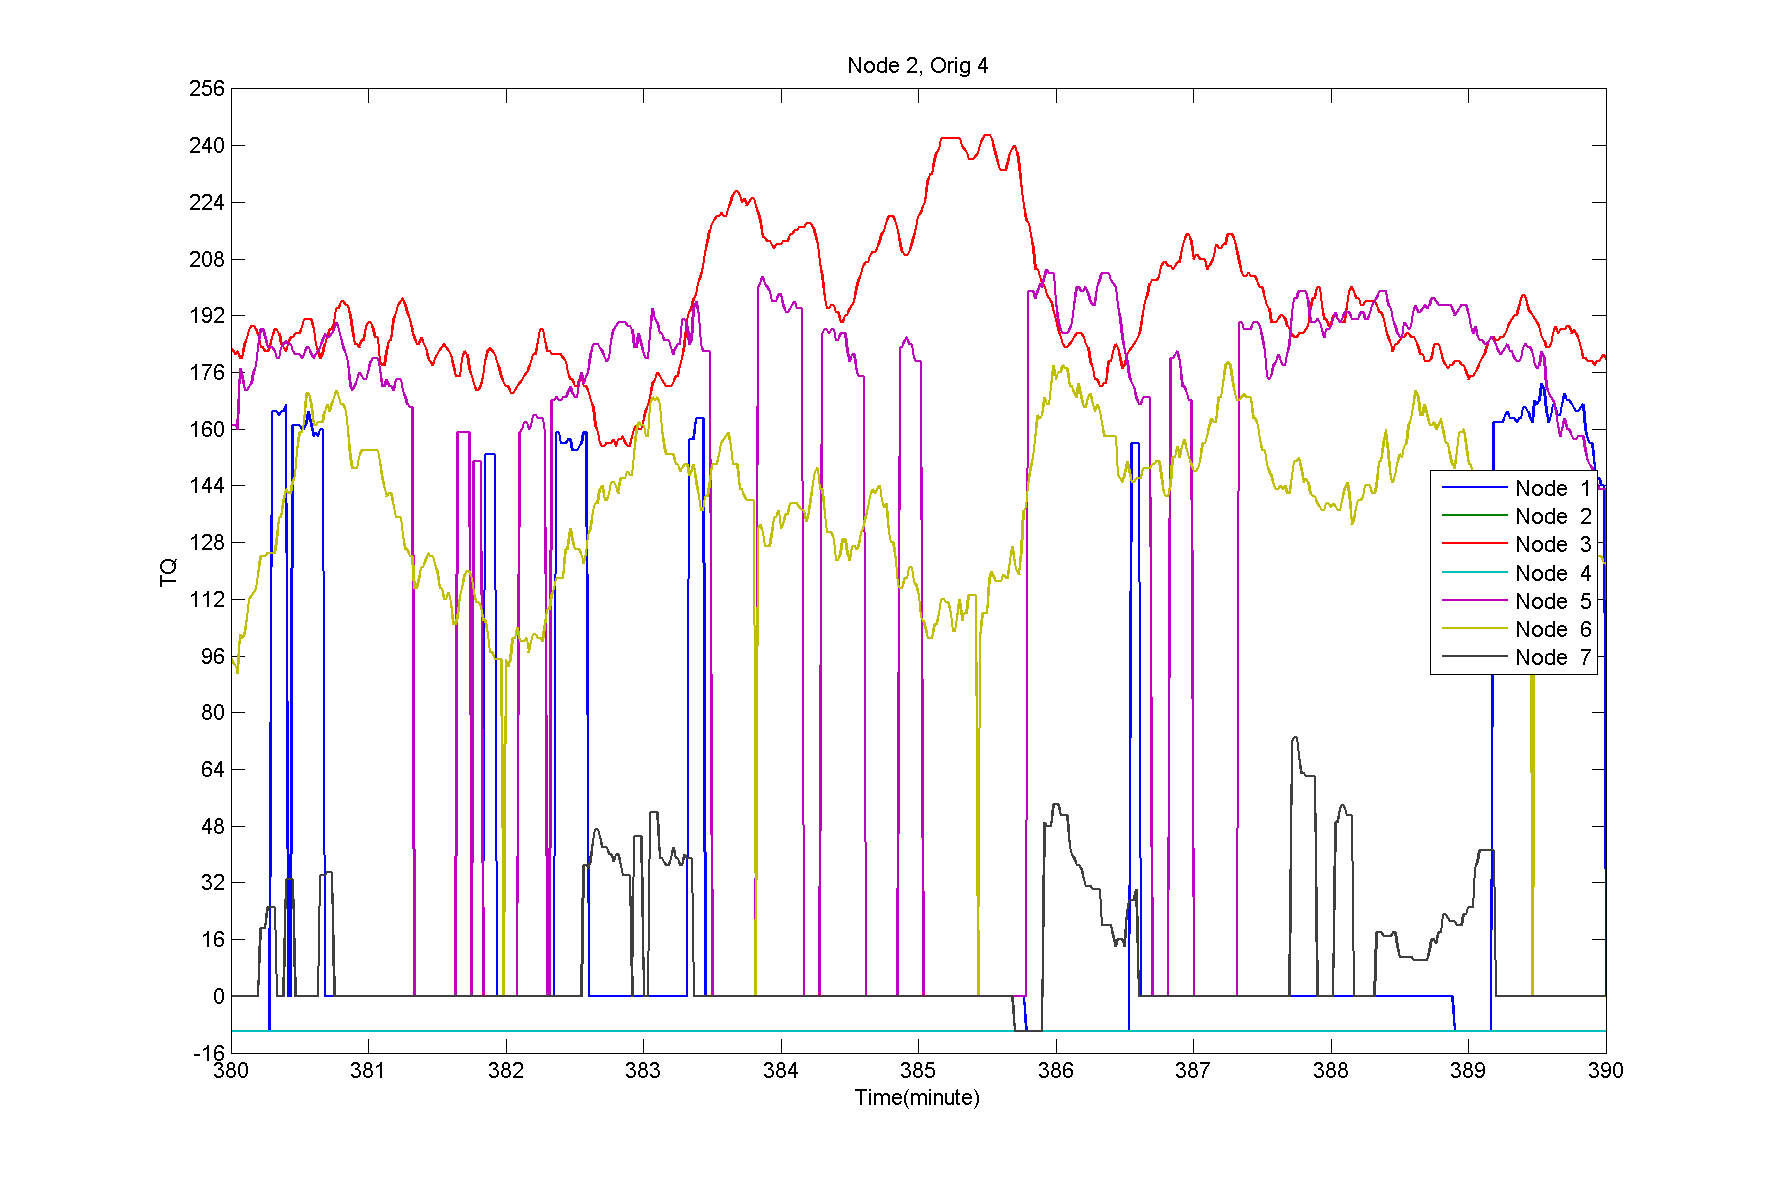 Node 2, Orig 4
256
240
224
208
192
176
160
144
128
112
96
80
64
48
32
16
0
-16
TQ
380 381 382 383 384 385 386 387 388 389 390
Time(minute)
Node 1
Node 2
Node 3
Node 4
Node 5
Node 6
Node 7